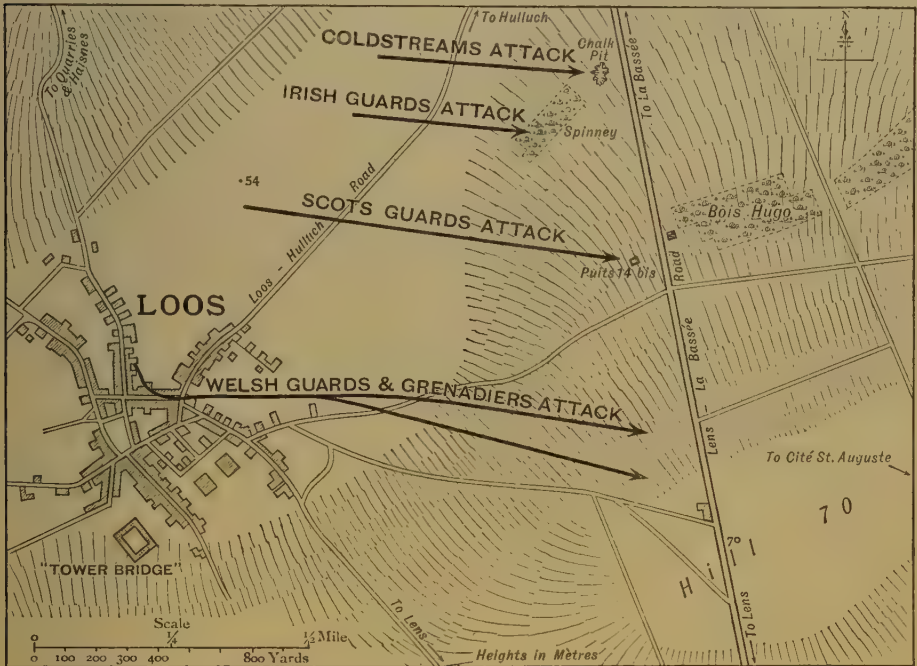 To Hulluch
To La Bassée
N
COLDSTREAMS ATTACK
Chalk
Pit
To Quarries
& Haisnes
IRISH GUARDS ATTACK
Spinney
54
Loos - Hulluch Road
SCOTS GUARDS ATTACK
Bois Hugo
Puits 14 bis
LOOS
WELSH GUARDS & GRENADIERS ATTACK
Lens - La Bassée Road
To Cité St. Auguste
Hill 70
70
"TOWER BRIDGE"
To Lens
To Lens
Scale
0 1/4 1/2 Mile
0 100 200 300 400 800 Yards
Heights in Mètres